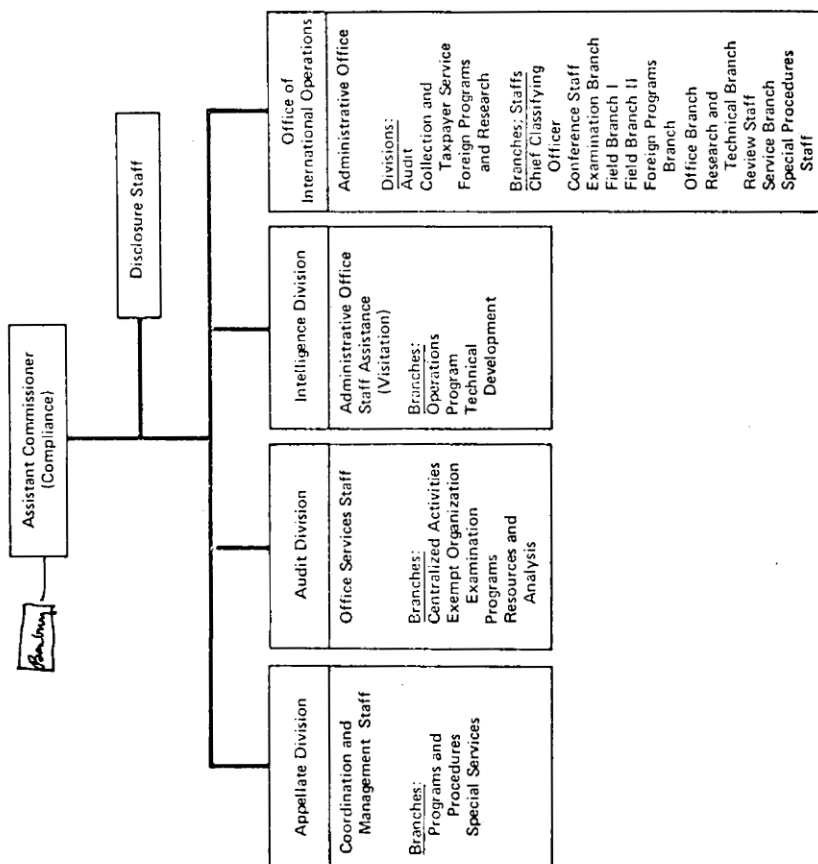 Assistant Commissioner
(Compliance)
Disclosure Staff
Appellate Division
Coordination and
Management Staff
Branches:
Programs and
Procedures
Special Services
Audit Division
Office Services Staff
Branches:
Centralized Activities
Exempt Organization
Examination
Programs
Resources and
Analysis
Intelligence Division
Administrative Office
Staff Assistance
(Visitation)
Branches:
Operations
Program
Technical
Development
Office of
International Operations
Administrative Office
Divisions:
Audit
Collection and
Taxpayer Service
Foreign Programs
and Research
Branches; Staffs
Chief Classifying
Officer
Conference Staff
Examination Branch
Field Branch I
Field Branch II
Foreign Programs
Branch
Office Branch
Research and
Technical Branch
Review Staff
Service Branch
Special Procedures
Staff